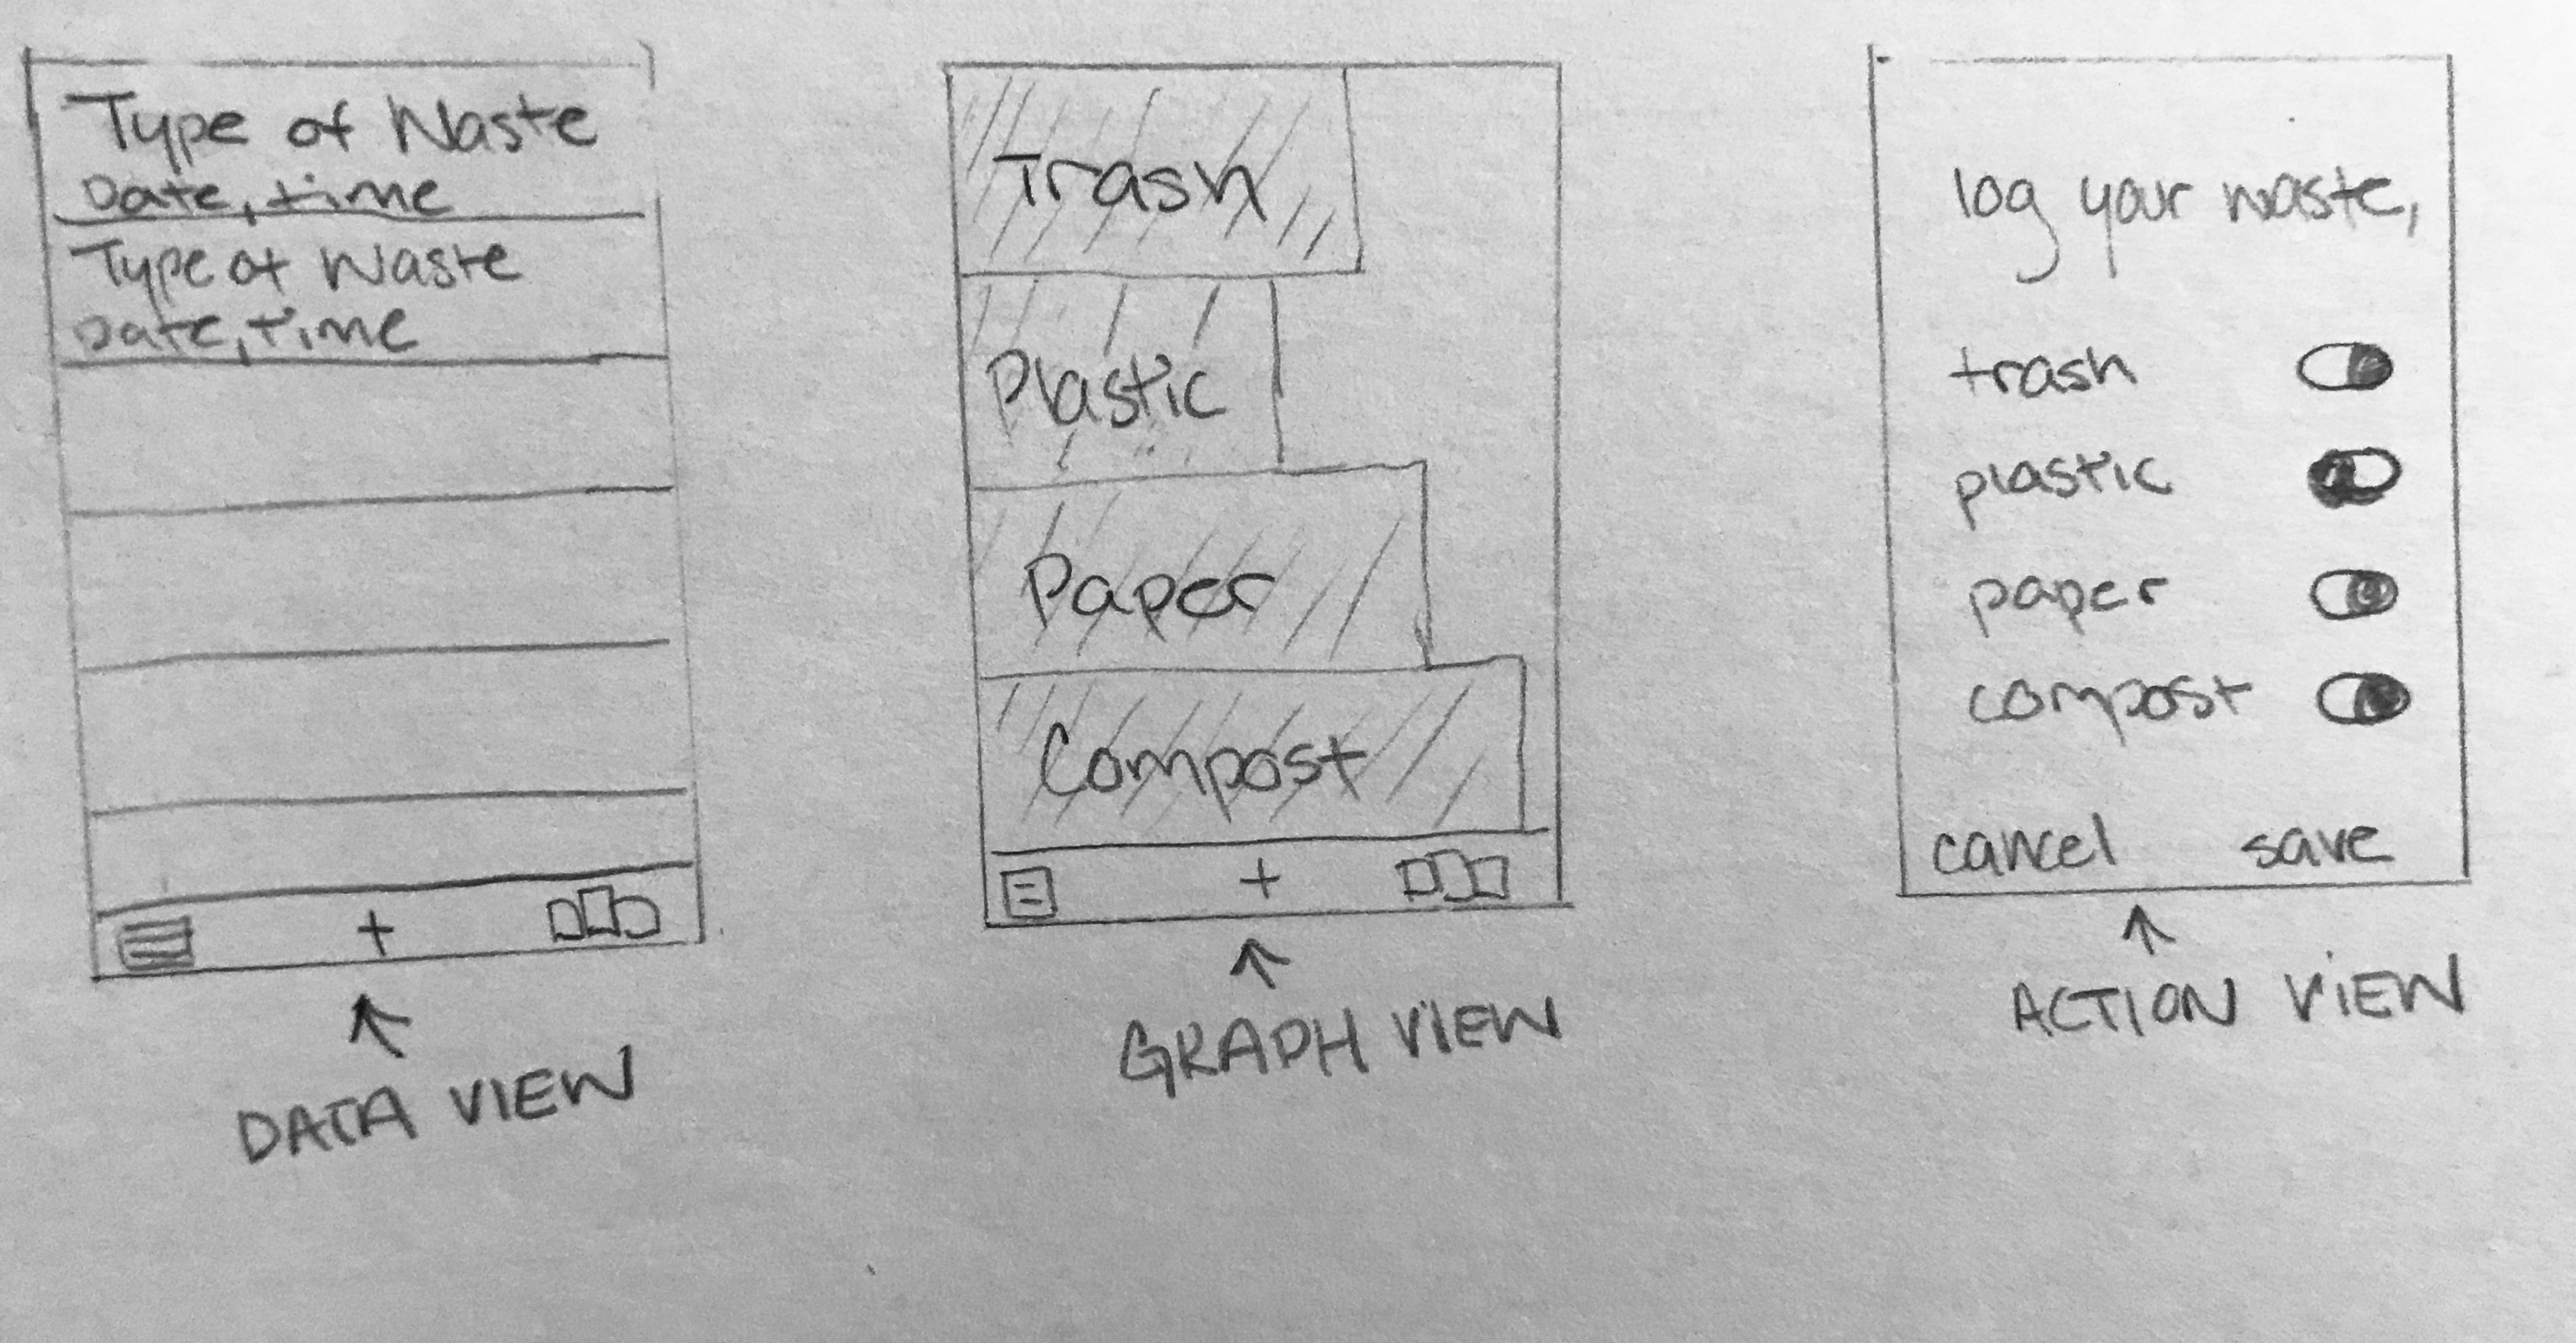 Type of Waste
Date, time
Type of Waste
Date, time
+
DATA VIEW
Trash
Plastic
Paper
Compost
+
GRAPH VIEW
log your waste,
trash
plastic
paper
compost
cancel save
ACTION VIEW